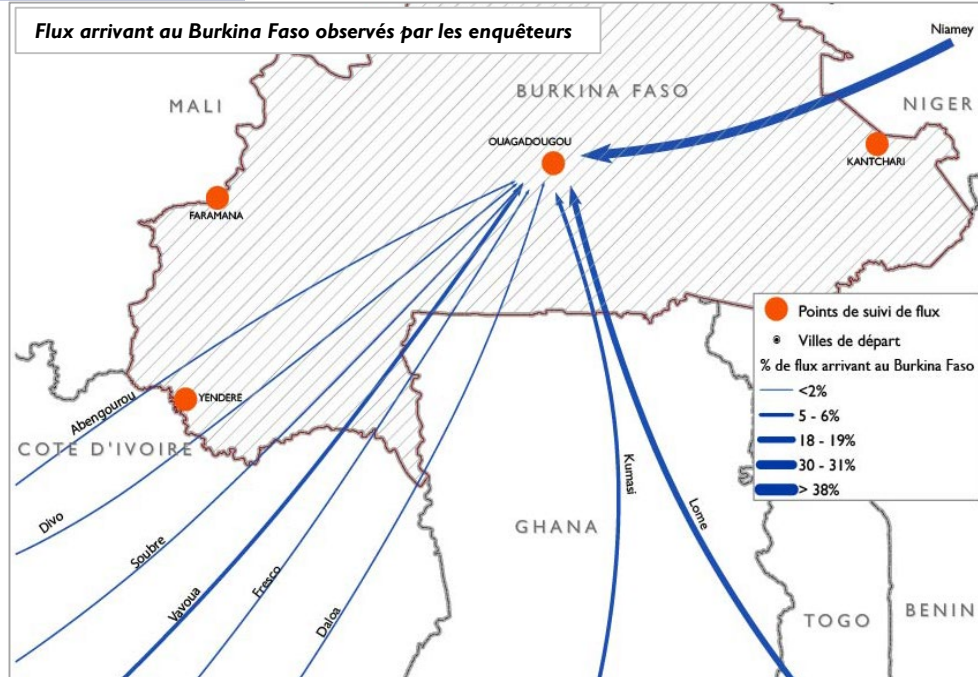 Flux arrivant au Burkina Faso observés par les enquêteurs
Niamey
MALI
BURKINA FASO
NIGER
OUAGADOUGOU
KANTCHARI
FARAMANA
Points de suivi de flux
Villes de départ
% de flux arrivant au Burkina Faso
<2%
5 - 6%
18 - 19%
30 - 31%
> 38%
YENDERE
Abengourou
COTE D'IVOIRE
Kumasi
Lome
Divo
GHANA
Soubre
Vavoua
Fresco
Daloa
TOGO
BENIN